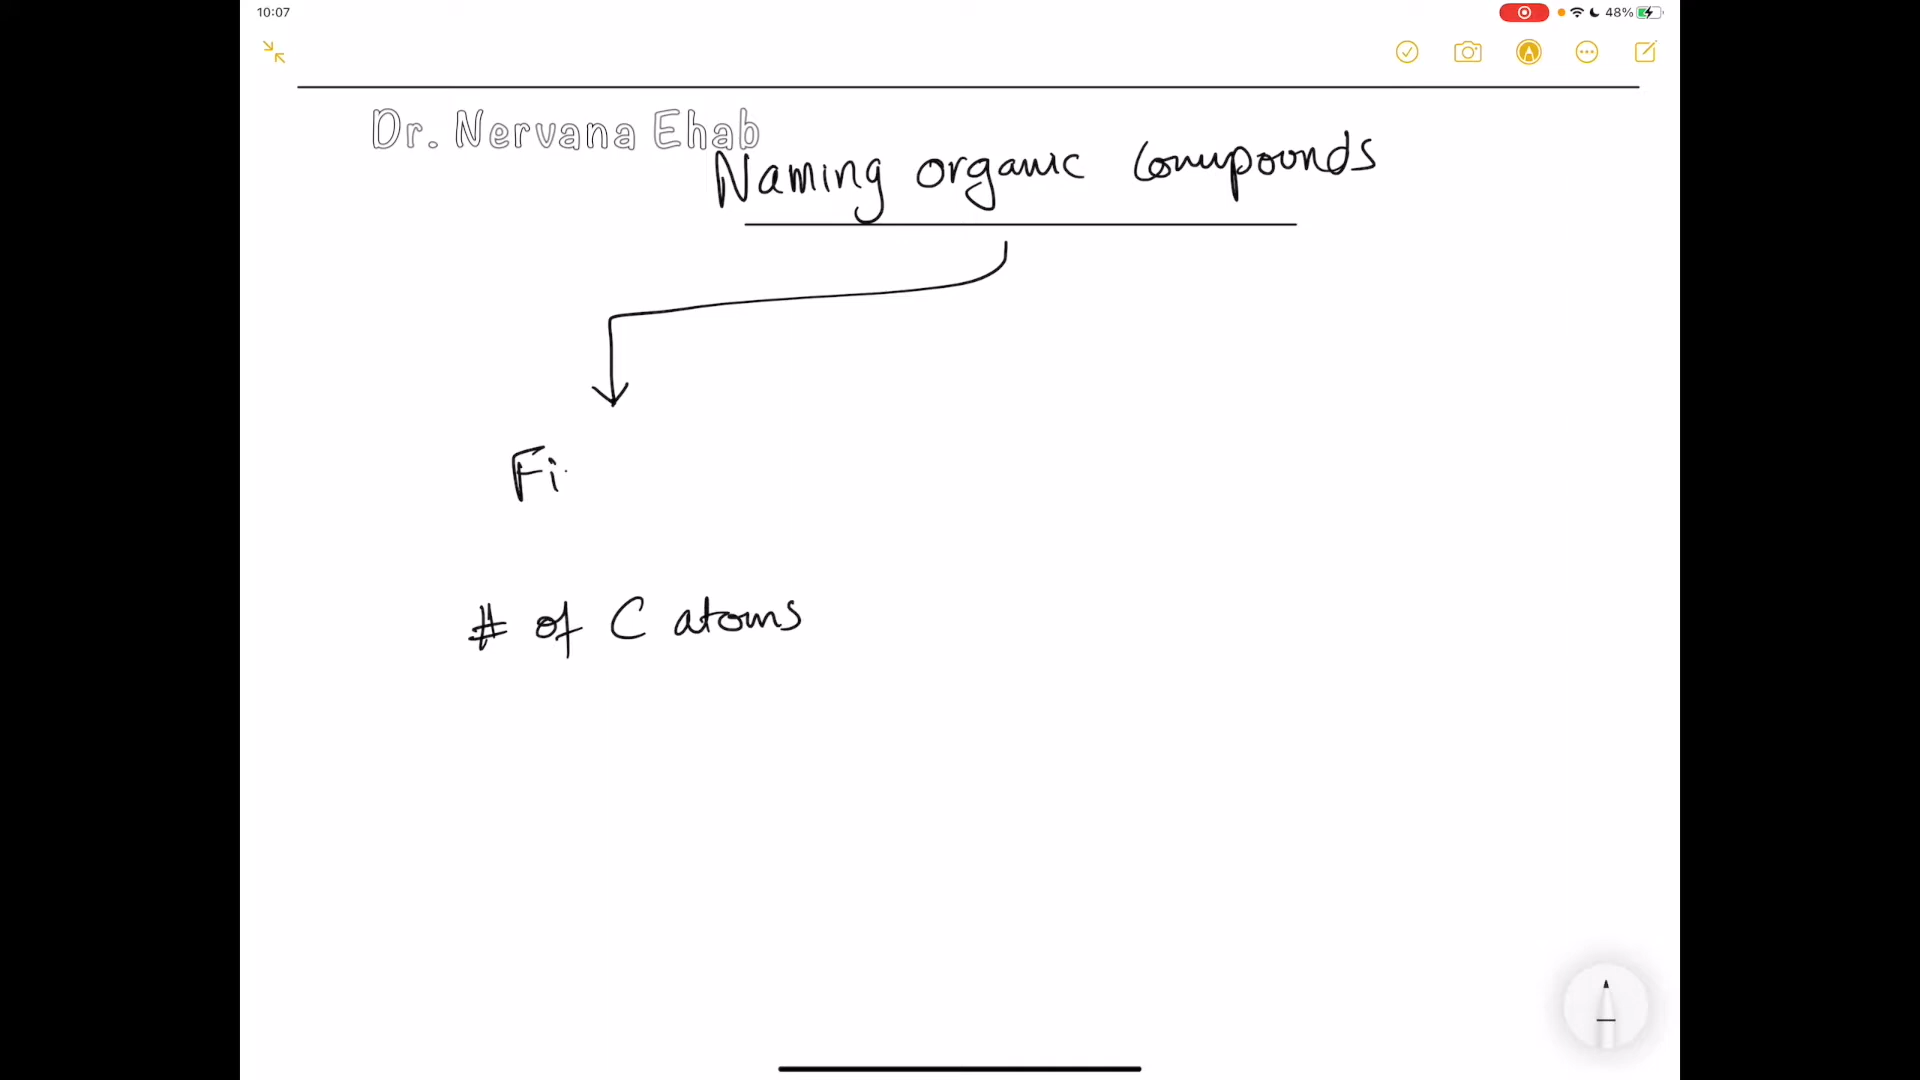 10:07
48%
Dr. Nervana Ehab
Naming organic compounds
Fi
# of C atoms